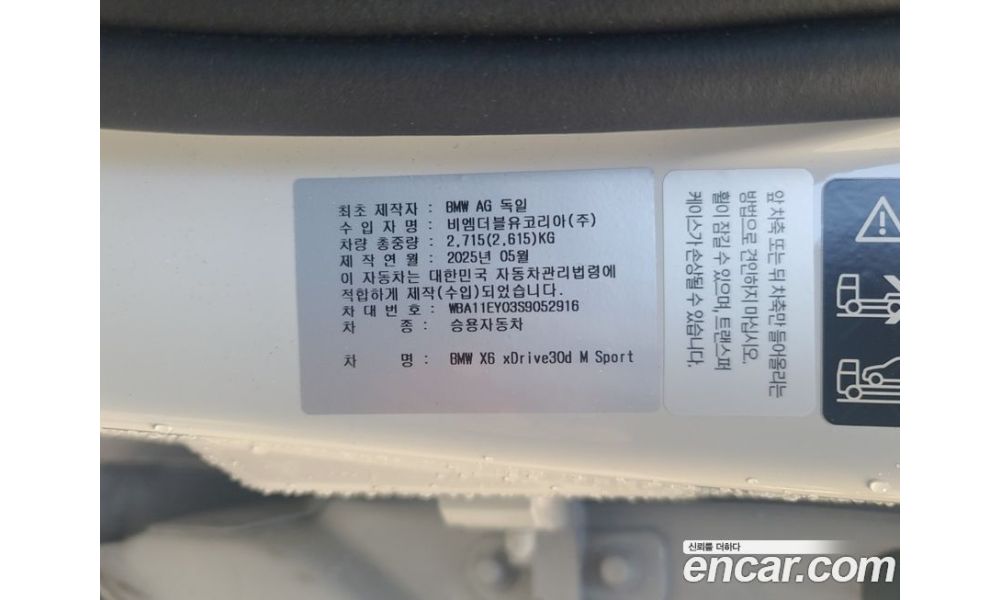 최초 제작자 : BMW AG 독일
수 입 자 명 : 비엠더블유코리아(주)
차량 총중량 : 2,715(2,615)KG
제 작 연 월 : 2025년 05월
이 자동차는 대한민국 자동차관리법령에
적합하게 제작(수입)되었습니다.
차 대 번 호 : WBA11EY03S9052916
차 종 : 승용자동차
차 명 : BMW X6 xDrive30d M Sport
앞 차축 또는 뒤 차축만 들어올리는
방법으로 견인하지 마십시오.
휠이 잠길 수 있으며, 트랜스퍼
케이스가 손상될 수 있습니다.
신뢰를 더하다
encar.com